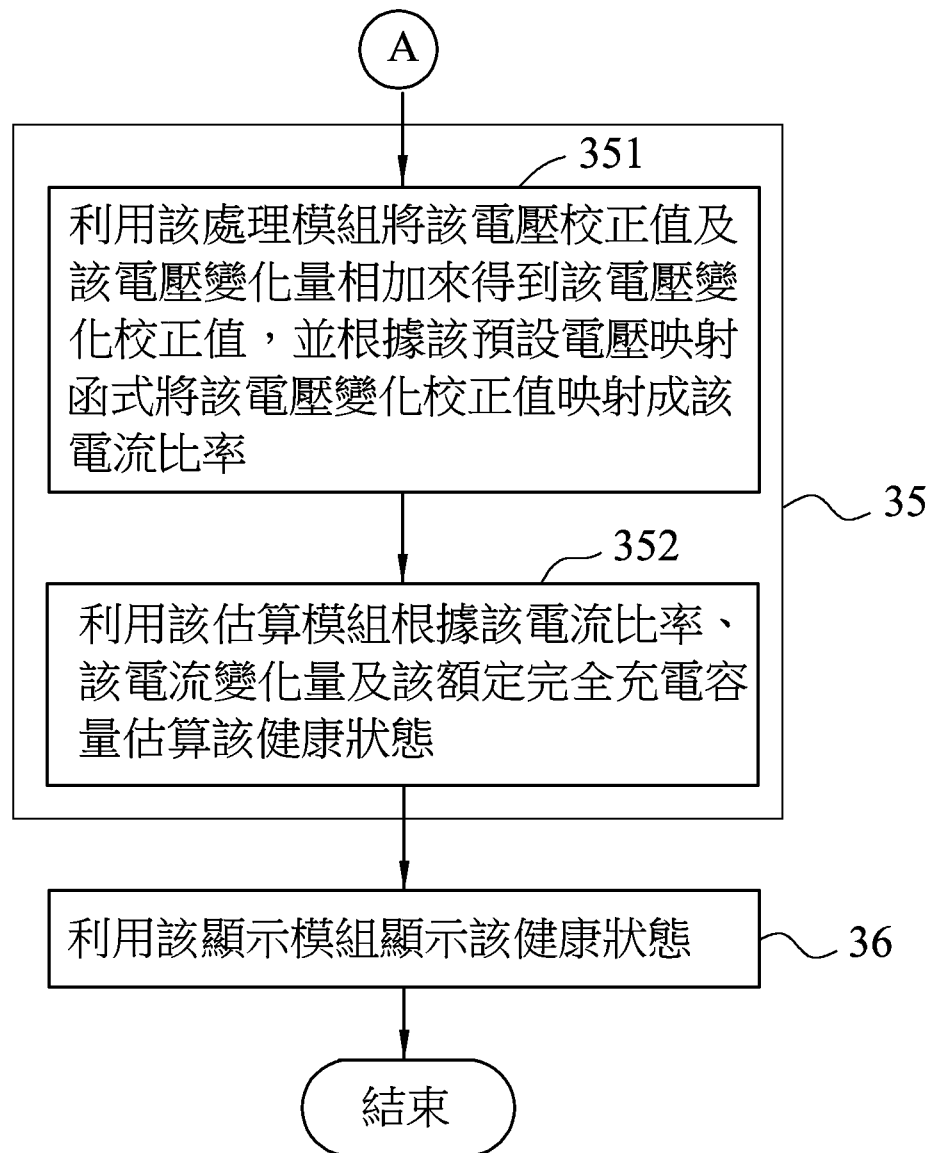 A
351
利用該處理模組將該電壓校正值及
該電壓變化量相加來得到該電壓變
化校正值，並根據該預設電壓映射
函式將該電壓變化校正值映射成該
電流比率
35
352
利用該估算模組根據該電流比率、
該電流變化量及該額定完全充電容
量估算該健康狀態
利用該顯示模組顯示該健康狀態
36
結束